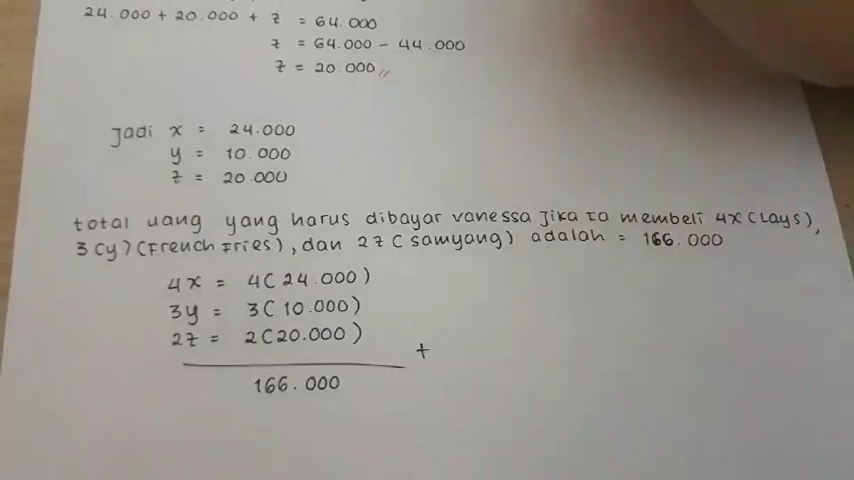 24.000 + 20.000 + z = 64.000
z = 64.000 - 44.000
z = 20.000 //
Jadi x = 24.000
y = 10.000
z = 20.000
total uang yang harus dibayar vanessa jika Ia membeli 4x (Lays),
3(y) (French Fries), dan 2z (samyang) adalah = 166.000
4x = 4(24.000)
3y = 3(10.000)
2z = 2(20.000)
+
166.000